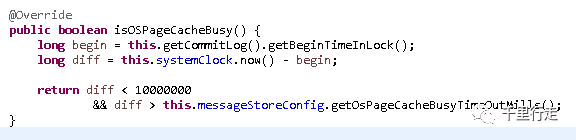 @Override
public boolean isOSPageCacheBusy() {
    long begin = this.getCommitLog().getBeginTimeInLock();
    long diff = this.systemClock.now() - begin;

    return diff < 10000000
            && diff > this.messageStoreConfig.getOsPageCacheBusyTimeOutMills();
}
千里行走